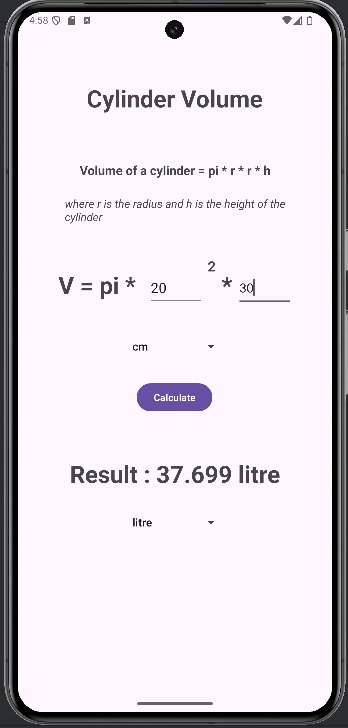 4:58
Cylinder Volume
Volume of a cylinder = pi * r * r * h
where r is the radius and h is the height of the
cylinder
V = pi * 20 2 * 30
cm
Calculate
Result : 37.699 litre
litre